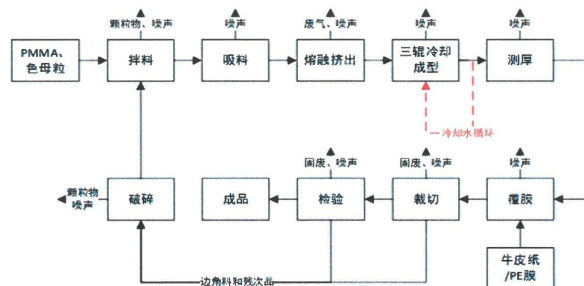 颗粒物、噪声
噪声
废气、噪声
噪声
噪声
PMMA、
色母粒
拌料
吸料
熔融挤出
三辊冷却
成型
测厚
冷却水循环
固废、噪声
固废、噪声
噪声
颗粒物
噪声
破碎
成品
检验
裁切
覆膜
边角料和残次品
牛皮纸
/PE膜